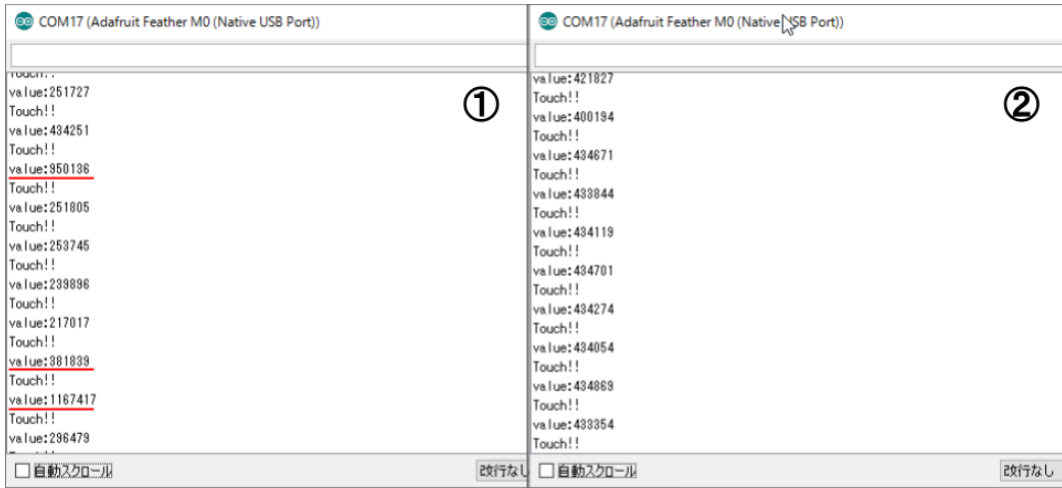 COM17 (Adafruit Feather M0 (Native USB Port))
①
Touch!!
value:251727
Touch!!
value:434251
Touch!!
value:950136
Touch!!
value:251805
Touch!!
value:253745
Touch!!
value:239896
Touch!!
value:217017
Touch!!
value:381839
Touch!!
value:1167417
Touch!!
value:296479
自動スクロール
改行なし
COM17 (Adafruit Feather M0 (Native USB Port))
②
value:421827
Touch!!
value:400194
Touch!!
value:434671
Touch!!
value:433844
Touch!!
value:434119
Touch!!
value:434701
Touch!!
value:434274
Touch!!
value:434054
Touch!!
value:434869
Touch!!
value:433354
Touch!!
自動スクロール
改行なし